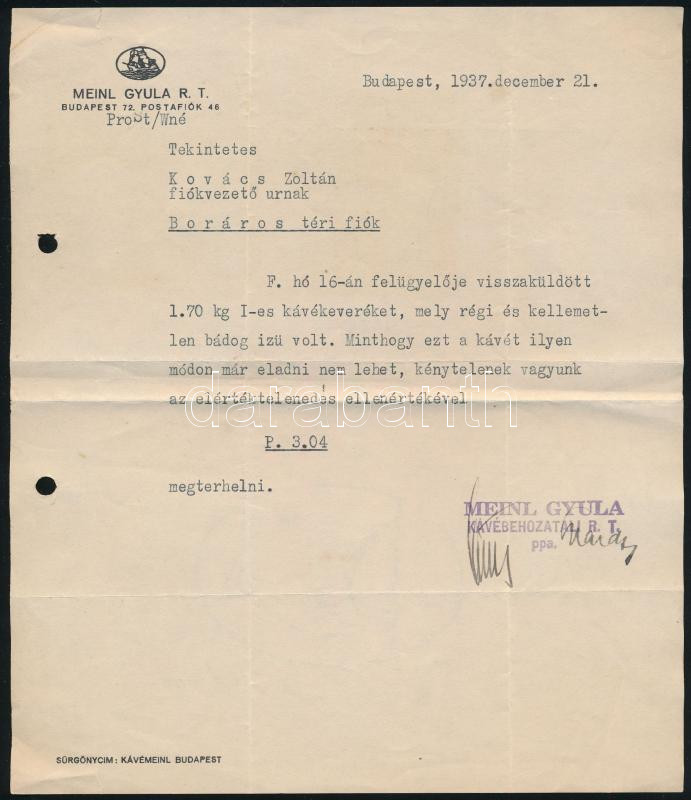 MEINL GYULA R. T.
BUDAPEST 72. POSTAFIÓK 46
Prost/Wné
Budapest, 1937.december 21.
Tekintetes
K o v á c s Zoltán
fiókvezető urnak
B o r á r o s téri fiók
F. hó 16-án felügyelője visszaküldött
1.70 kg I-es kávékeveréket, mely régi és kellemet-
len bádog izü volt. Minthogy ezt a kávét ilyen
módon már eladni nem lehet, kénytelenek vagyunk
az elértéktelenedés ellenértékével
darabanth
P. 3.04
megterhelni.
MEINL GYULA
KÁVÉBEHOZATALI R. T.
ppa.
SÜRGÖNYCIM: KÁVÉMEINL BUDAPEST